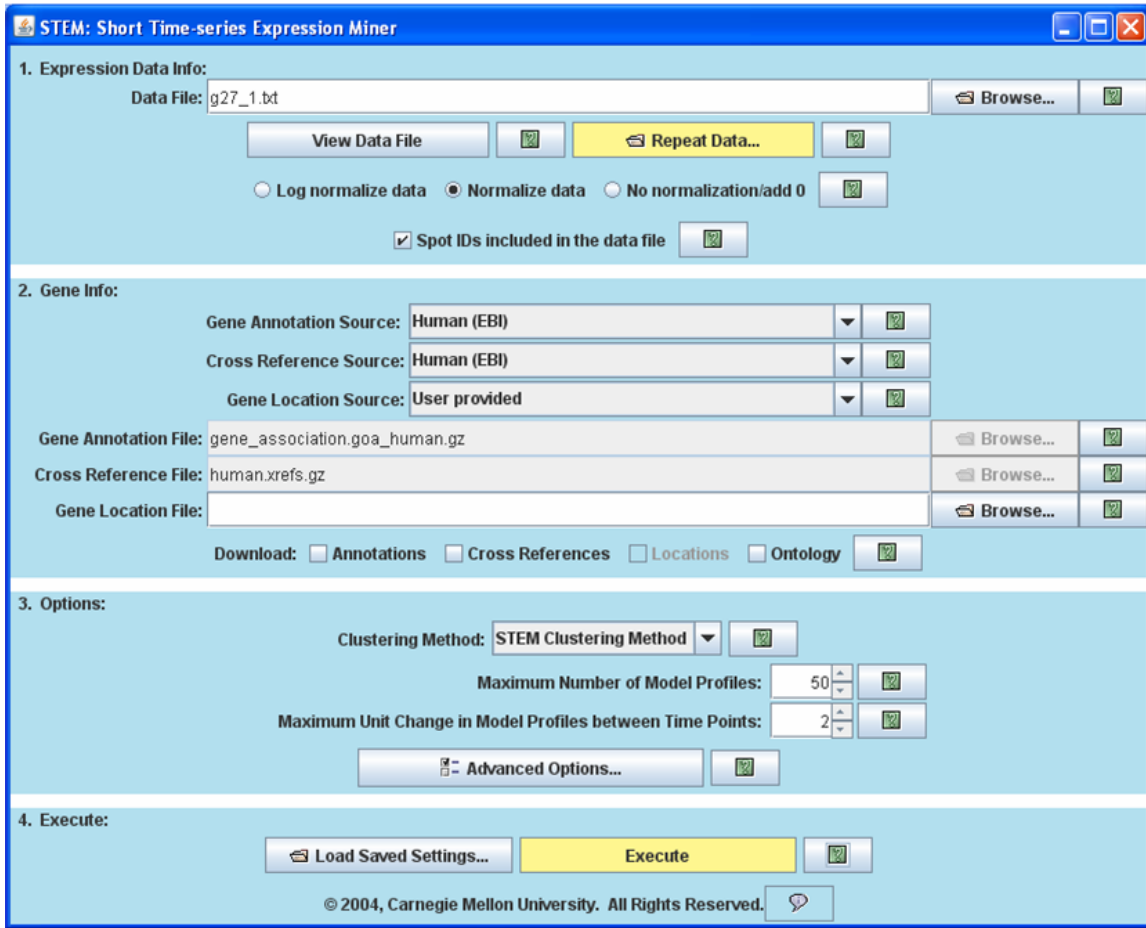 STEM: Short Time-series Expression Miner
1. Expression Data Info:
Data File: g27_1.txt Browse...
View Data File Repeat Data...
Log normalize data Normalize data No normalization/add 0
Spot IDs included in the data file
2. Gene Info:
Gene Annotation Source: Human (EBI)
Cross Reference Source: Human (EBI)
Gene Location Source: User provided
Gene Annotation File: gene_association.goa_human.gz Browse...
Cross Reference File: human.xrefs.gz Browse...
Gene Location File: Browse...
Download: Annotations Cross References Locations Ontology
3. Options:
Clustering Method: STEM Clustering Method
Maximum Number of Model Profiles: 50
Maximum Unit Change in Model Profiles between Time Points: 2
Advanced Options...
4. Execute:
Load Saved Settings... Execute
© 2004, Carnegie Mellon University. All Rights Reserved.